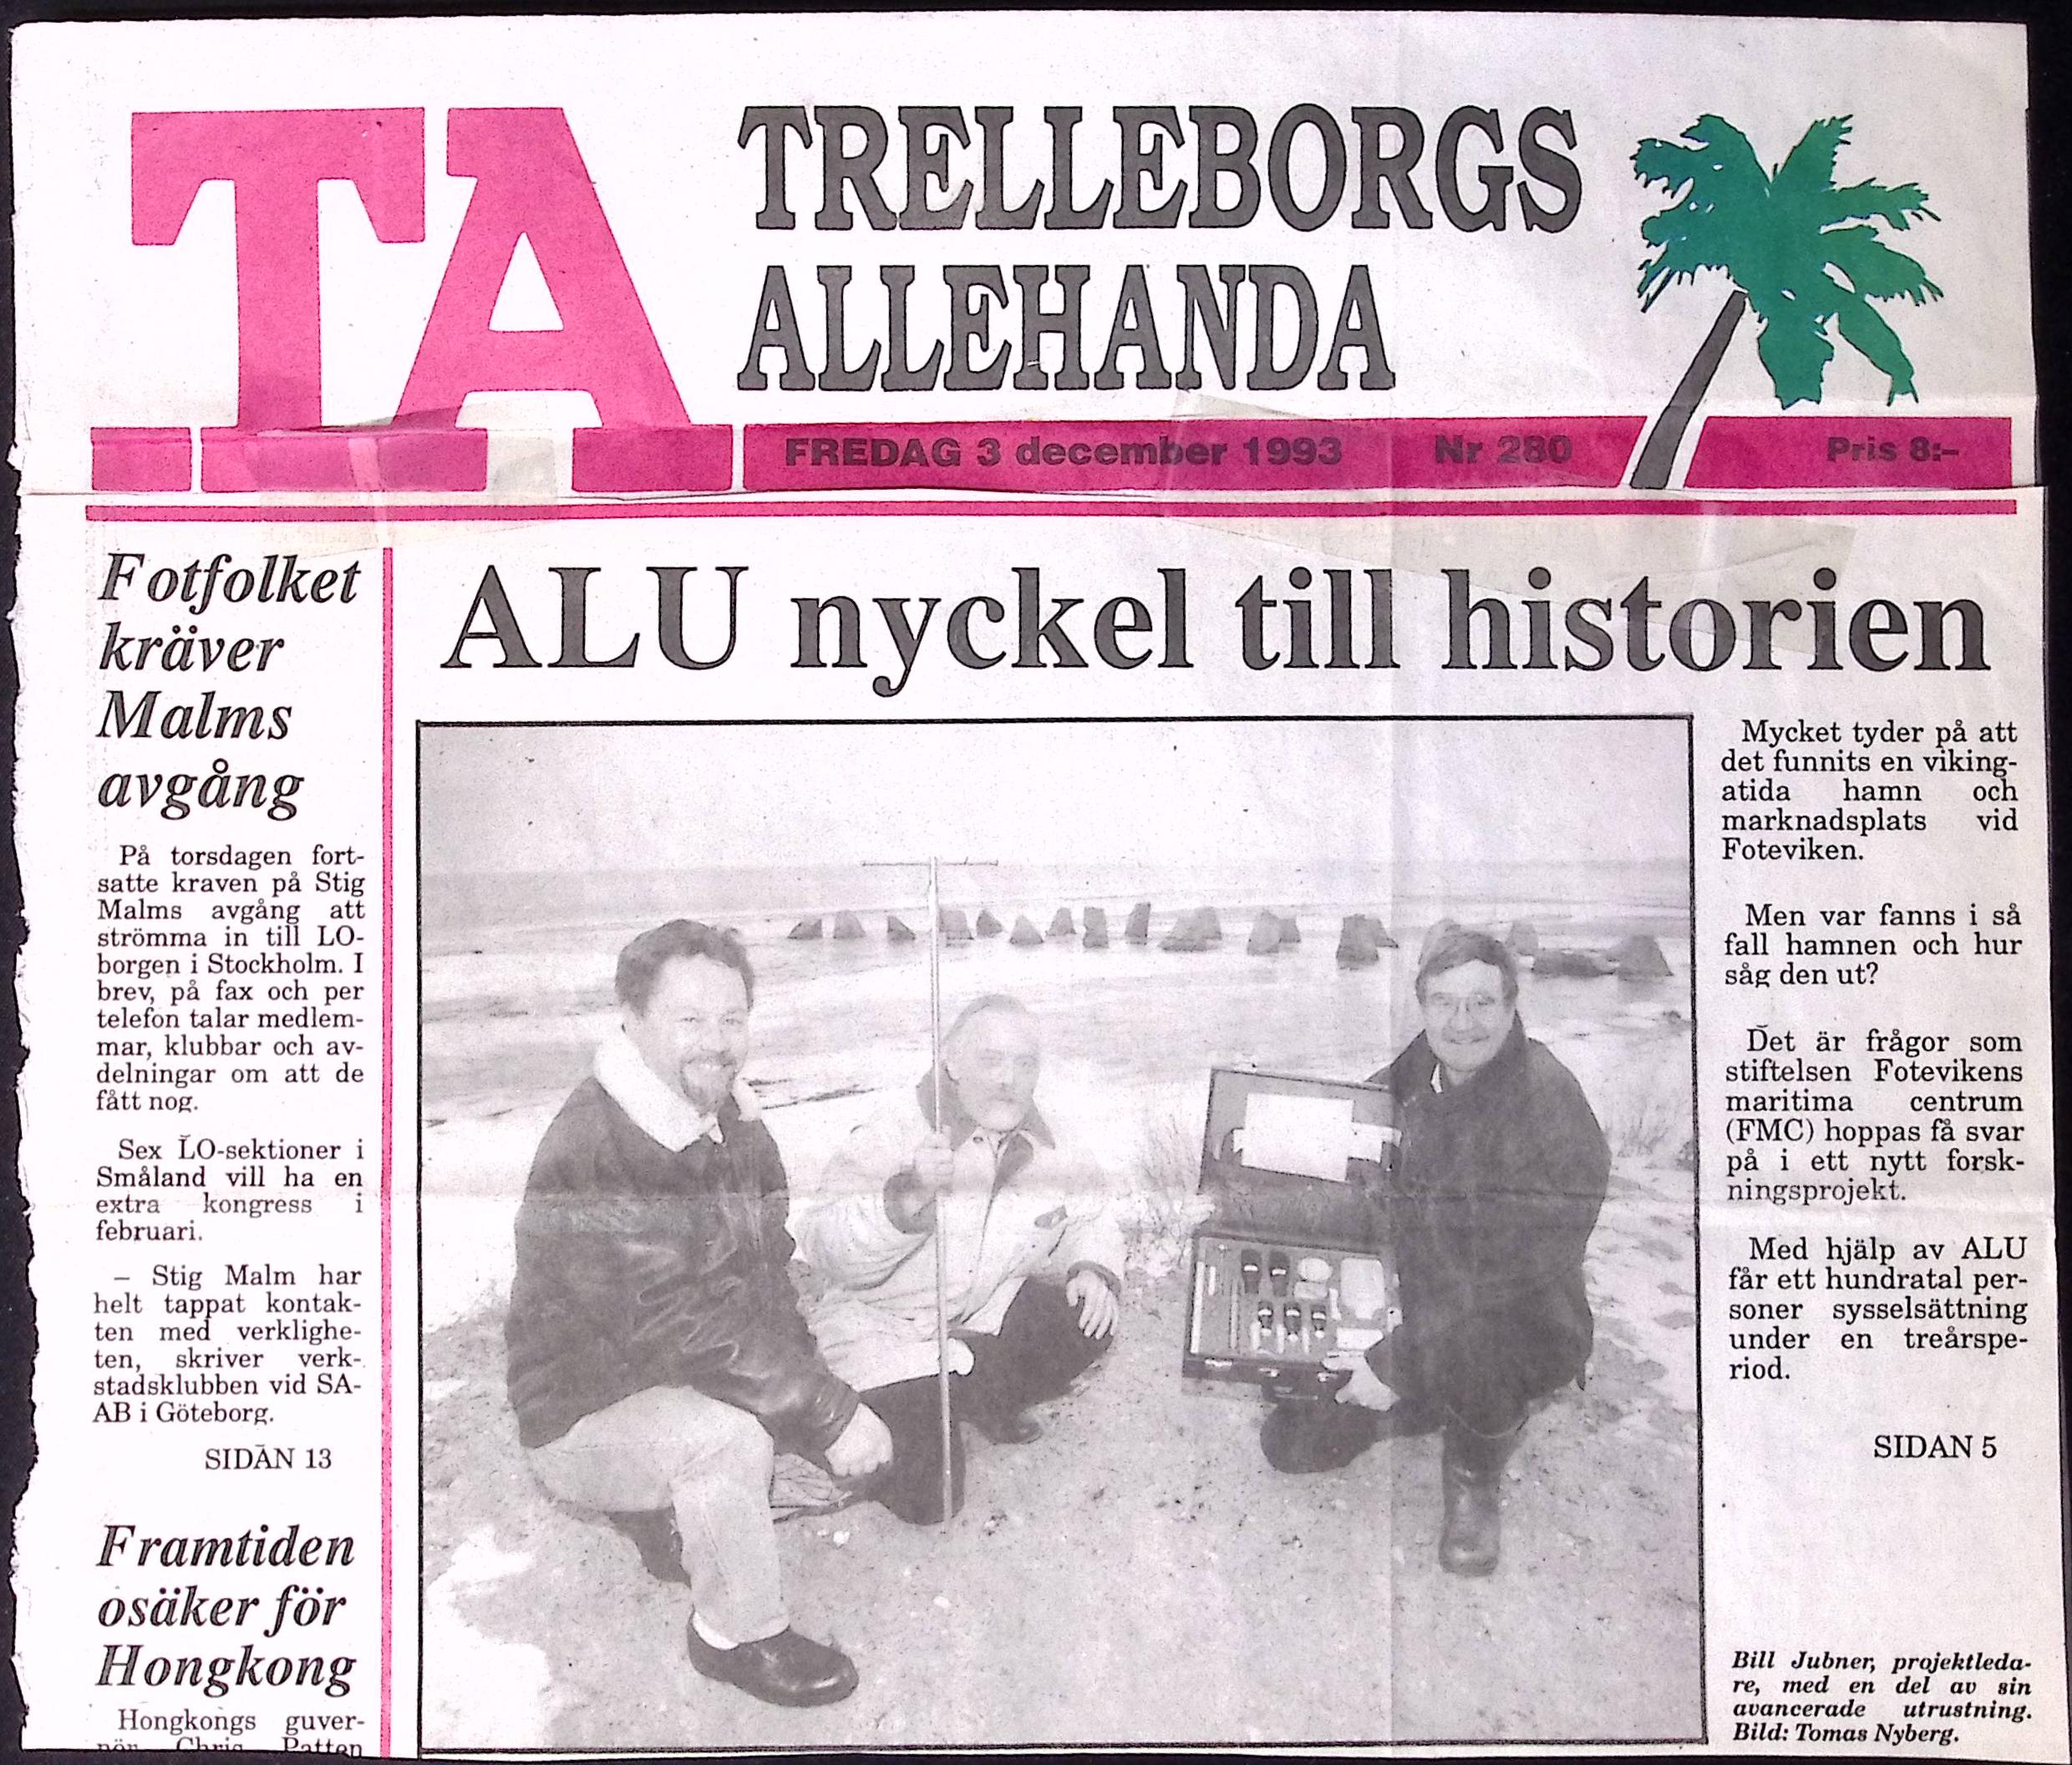 TA
TRELLEBORGS
ALLEHANDA
FREDAG 3 december 1993 Nr 280 Pris 8:–
Fotfolket
kräver
Malms
avgång
På torsdagen fort-
satte kraven på Stig
Malms avgång att
strömma in till LO-
borgen i Stockholm. I
brev, på fax och per
telefon talar medlem-
mar, klubbar och av-
delningar om att de
fått nog.
Sex LO-sektioner i
Småland vill ha en
extra kongress i
februari.
– Stig Malm har
helt tappat kontak-
ten med verklighe-
ten, skriver verk-
stadsklubben vid SA-
AB i Göteborg.
SIDAN 13
Framtiden
osäker för
Hongkong
Hongkongs guver-
nör Chris Patten
ALU nyckel till historien
Mycket tyder på att
det funnits en viking-
atida hamn och
marknadsplats vid
Foteviken.
Men var fanns i så
fall hamnen och hur
såg den ut?
Det är frågor som
stiftelsen Fotevikens
maritima centrum
(FMC) hoppas få svar
på i ett nytt forsk-
ningsprojekt.
Med hjälp av ALU
får ett hundratal per-
soner sysselsättning
under en treårspe-
riod.
SIDAN 5
Bill Jubner, projektleda-
re, med en del av sin
avancerade utrustning.
Bild: Tomas Nyberg.